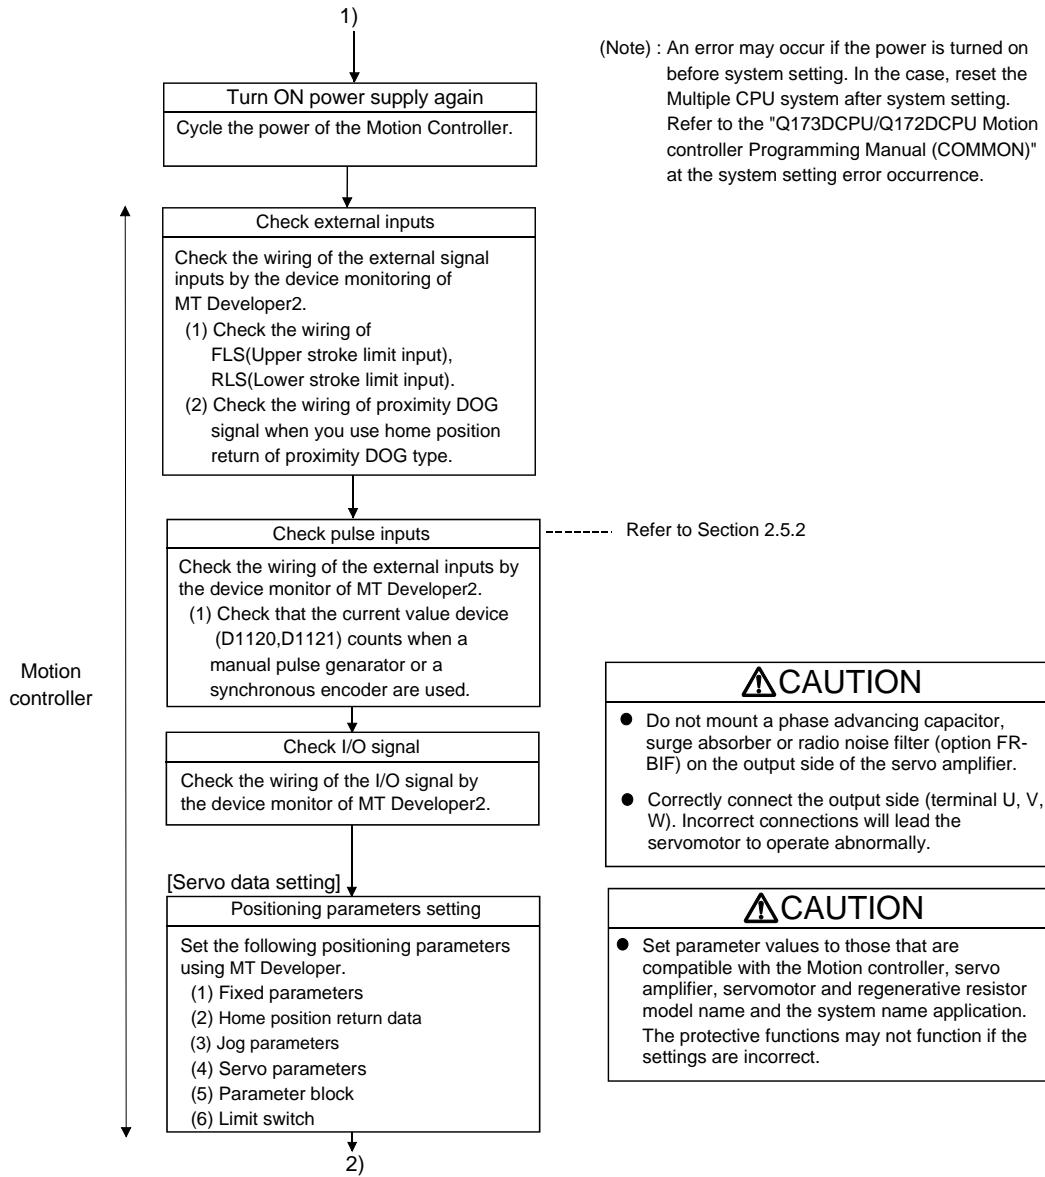 1)
(Note) : An error may occur if the power is turned on
before system setting. In the case, reset the
Multiple CPU system after system setting.
Refer to the "Q173DCPU/Q172DCPU Motion
controller Programming Manual (COMMON)"
at the system setting error occurrence.
Turn ON power supply again
Cycle the power of the Motion Controller.
Check external inputs
Check the wiring of the external signal
inputs by the device monitoring of
MT Developer2.
(1) Check the wiring of
FLS(Upper stroke limit input),
RLS(Lower stroke limit input).
(2) Check the wiring of proximity DOG
signal when you use home position
return of proximity DOG type.
Check pulse inputs
Refer to Section 2.5.2
Check the wiring of the external inputs by
the device monitor of MT Developer2.
(1) Check that the current value device
(D1120,D1121) counts when a
manual pulse genarator or a
synchronous encoder are used.
Motion
controller
Check I/O signal
Check the wiring of the I/O signal by
the device monitor of MT Developer2.
CAUTION
● Do not mount a phase advancing capacitor,
surge absorber or radio noise filter (option FR-
BIF) on the output side of the servo amplifier.
● Correctly connect the output side (terminal U, V,
W). Incorrect connections will lead the
servomotor to operate abnormally.
[Servo data setting]
Positioning parameters setting
Set the following positioning parameters
using MT Developer.
(1) Fixed parameters
(2) Home position return data
(3) Jog parameters
(4) Servo parameters
(5) Parameter block
(6) Limit switch
CAUTION
● Set parameter values to those that are
compatible with the Motion controller, servo
amplifier, servomotor and regenerative resistor
model name and the system name application.
The protective functions may not function if the
settings are incorrect.
2)